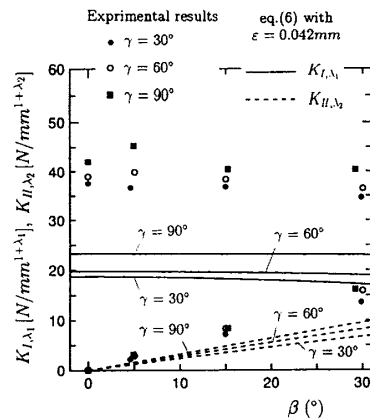 Exprimental results
eq.(6) with
ε = 0.042mm
γ = 30°
γ = 60°
γ = 90°
K_{I,λ1}
K_{II,λ2}
K_{I,λ1} [N/mm^{1+λ1}], K_{II,λ2} [N/mm^{1+λ2}]
60
50
40
30
20
10
0
γ = 90°
γ = 60°
γ = 30°
γ = 60°
γ = 90°
γ = 30°
0 10 20 30
β (°)